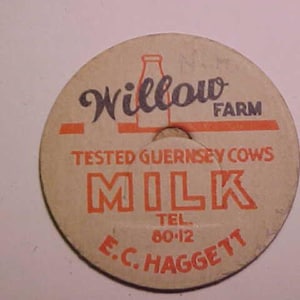 Willow
FARM
TESTED GUERNSEY COWS
MILK
TEL.
80-12
E.C. HAGGETT